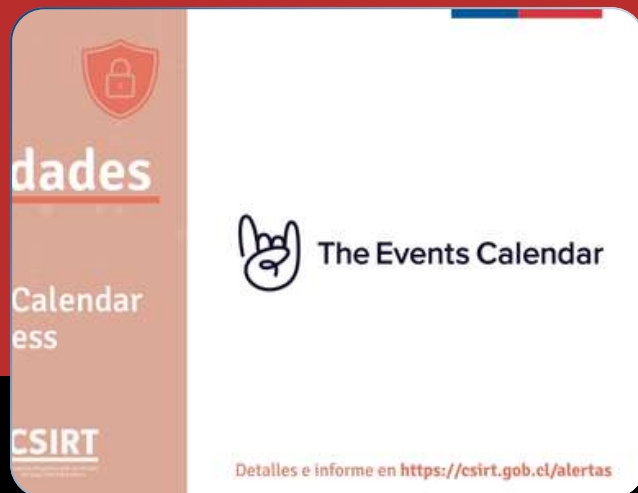 dades
The Events Calendar
Calendar
ess
CSIRT
Detalles e informe en https://csirt.gob.cl/alertas